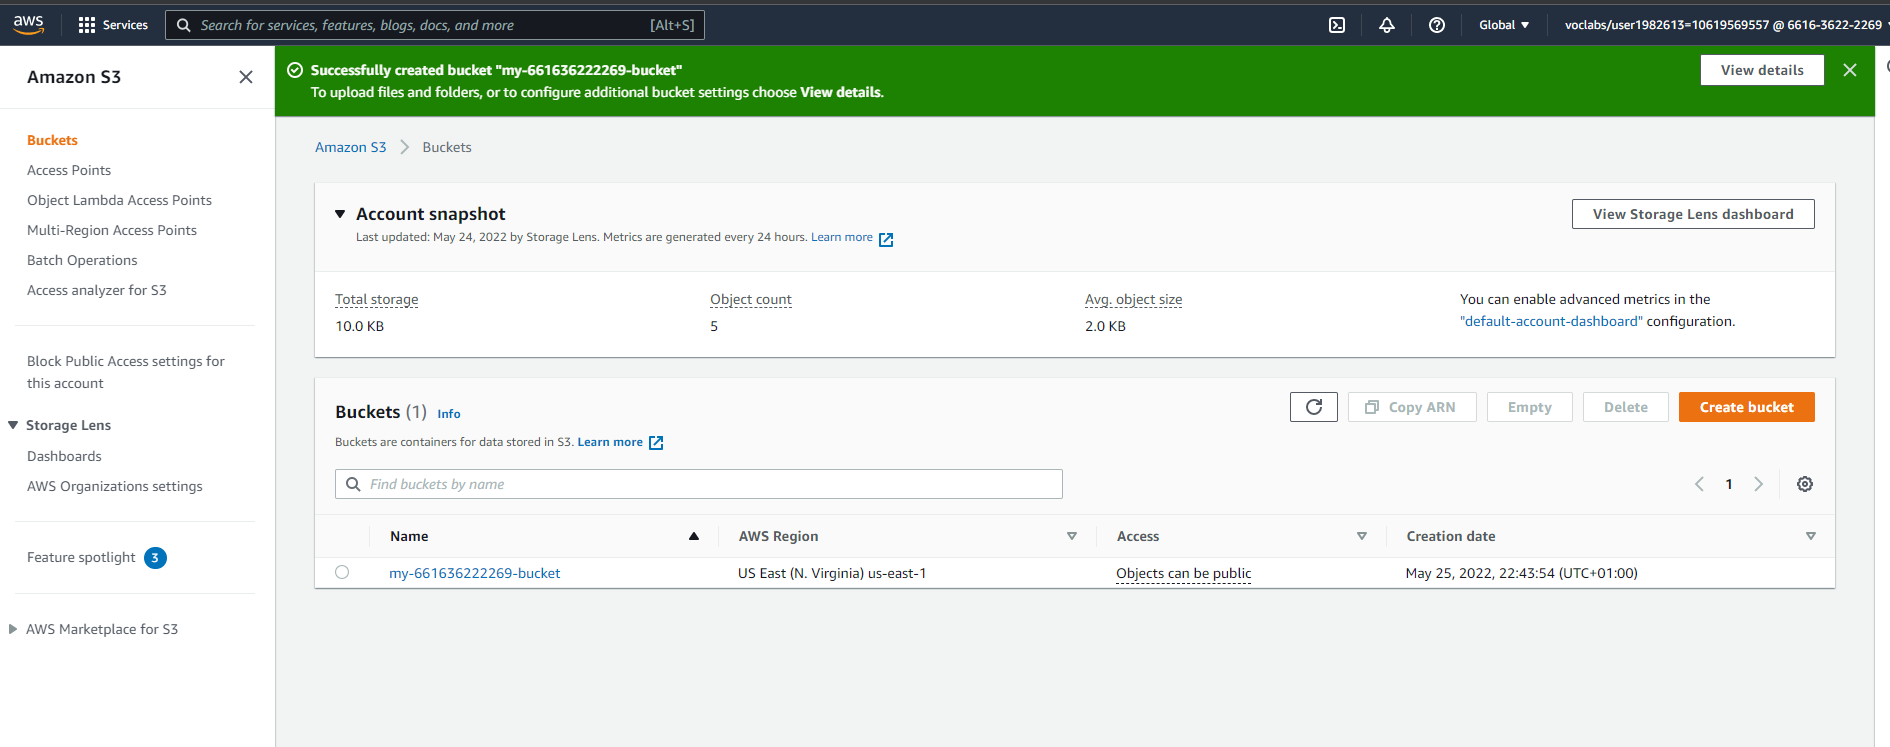 aws
Services
Search for services, features, blogs, docs, and more
[Alt+S]
Global
voclabs/user1982613=10619569557 @ 6616-3622-2269
Amazon S3
Buckets
Access Points
Object Lambda Access Points
Multi-Region Access Points
Batch Operations
Access analyzer for S3
Block Public Access settings for
this account
Storage Lens
Dashboards
AWS Organizations settings
Feature spotlight 3
AWS Marketplace for S3
Successfully created bucket "my-661636222269-bucket"
To upload files and folders, or to configure additional bucket settings choose View details.
View details
Amazon S3 Buckets
Account snapshot
Last updated: May 24, 2022 by Storage Lens. Metrics are generated every 24 hours. Learn more
View Storage Lens dashboard
Total storage
10.0 KB
Object count
5
Avg. object size
2.0 KB
You can enable advanced metrics in the
"default-account-dashboard" configuration.
Buckets (1) Info
Buckets are containers for data stored in S3. Learn more
Copy ARN
Empty
Delete
Create bucket
Find buckets by name
1
Name AWS Region Access Creation date
my-661636222269-bucket US East (N. Virginia) us-east-1 Objects can be public May 25, 2022, 22:43:54 (UTC+01:00)